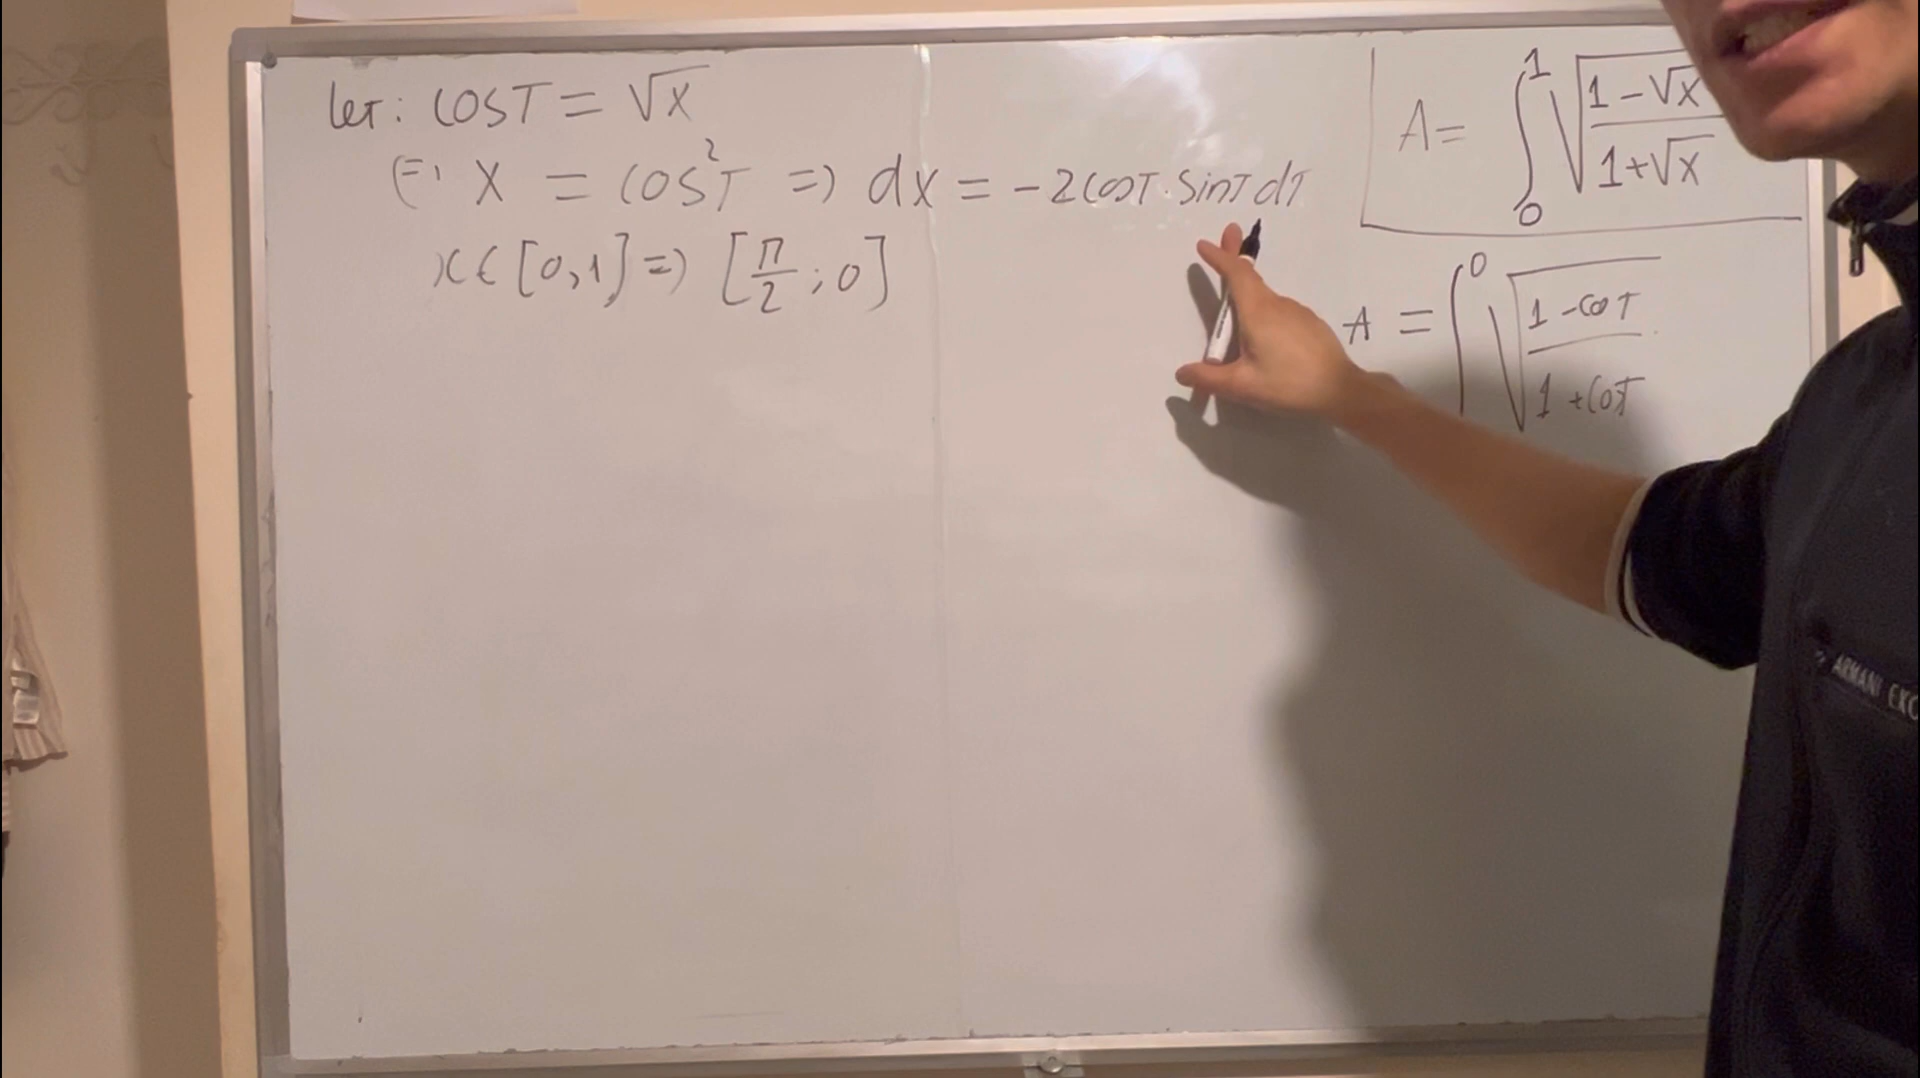 let: cosT = √x
(=) x = cos²T => dx = -2cosT·sinT dT
x ∈ [0,1] => [π/2 ; 0]
A = ∫₀¹ √((1-√x)/(1+√x))
A = ∫⁰ √((1-cosT)/(1+cosT))
ARMANI EXC